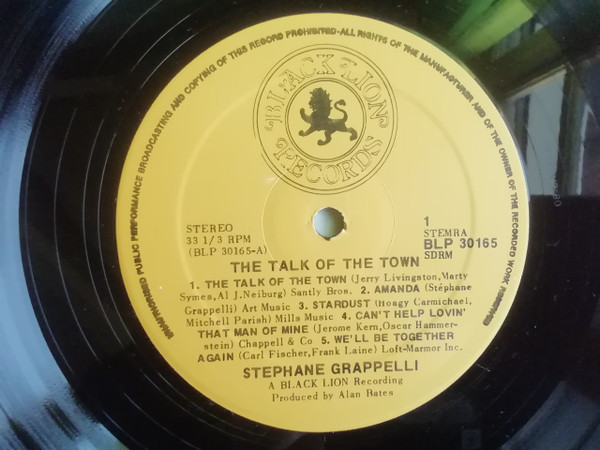 UNAUTHORISED PUBLIC PERFORMANCE BROADCASTING AND COPYING OF THIS RECORD PROHIBITED-ALL RIGHTS OF THE MANUFACTURER AND OF THE OWNER OF THE RECORDED WORK RESERVED
BLACK LION
RECORDS
STEREO
33 1/3 RPM
(BLP 30165-A)
1
STEMRA
BLP 30165
SDRM
THE TALK OF THE TOWN
1. THE TALK OF THE TOWN (Jerry Livingston,Marty
Symes,Al J.Neiburg) Santly Bros. 2. AMANDA (Stéphane
Grappelli) Art Music 3. STARDUST (Hoagy Carmichael,
Mitchell Parish) Mills Music 4. CAN'T HELP LOVIN'
THAT MAN OF MINE (Jerome Kern,Oscar Hammer-
stein) Chappell & Co 5. WE'LL BE TOGETHER
AGAIN (Carl Fischer,Frank Laine) Loft-Marmor Inc.
STEPHANE GRAPPELLI
A BLACK LION Recording
Produced by Alan Bates